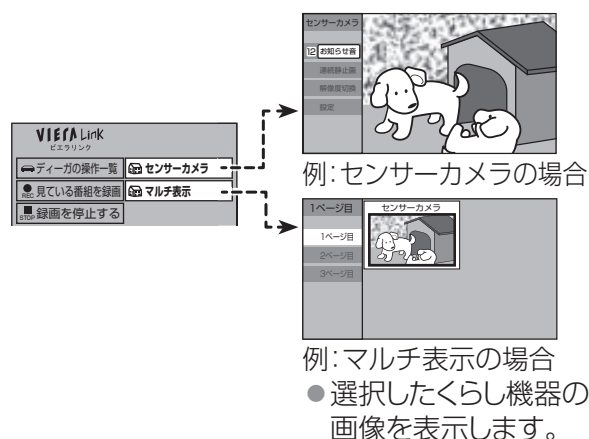 VIERA Link
ビエラリンク
ディーガの操作一覧
センサーカメラ
REC 見ている番組を録画
マルチ表示
STOP 録画を停止する
センサーカメラ
12 お知らせ音
連続静止画
解像度切換
設定
例:センサーカメラの場合
1ページ目
センサーカメラ
1ページ目
2ページ目
3ページ目
例:マルチ表示の場合
●選択したくらし機器の
画像を表示します。